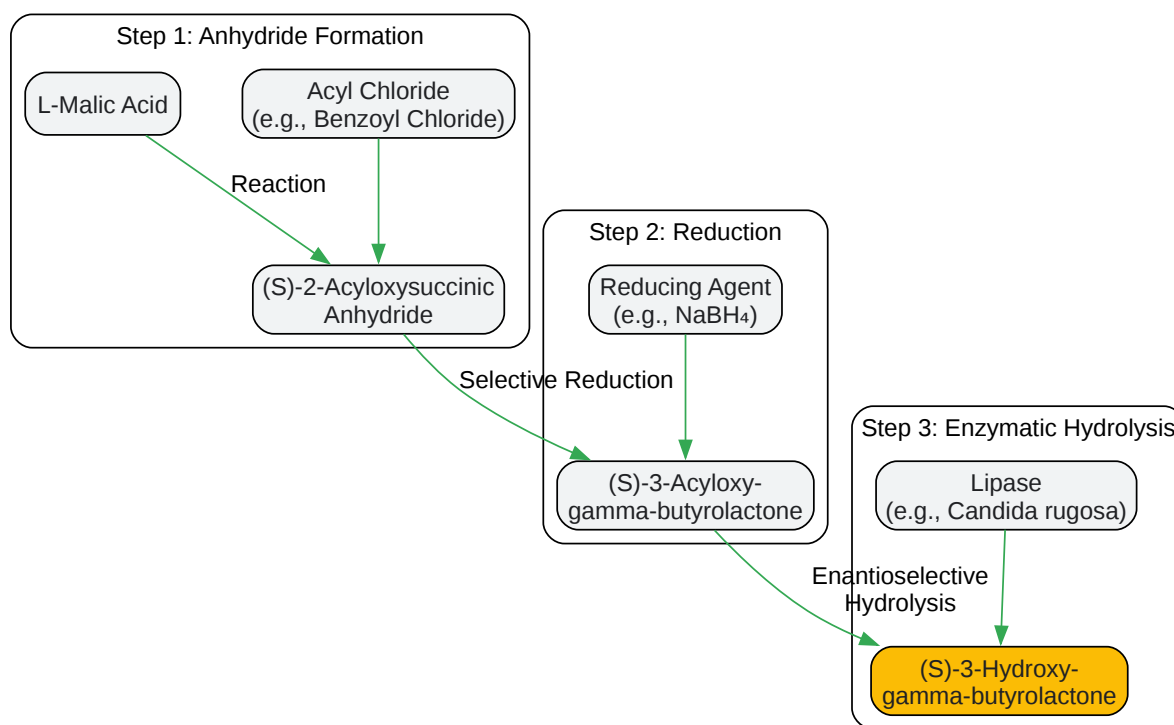 Step 1: Anhydride Formation
L-Malic Acid
Acyl Chloride
(e.g., Benzoyl Chloride)
Reaction
(S)-2-Acyloxysuccinic
Anhydride
Step 2: Reduction
Reducing Agent
(e.g., NaBH₄)
Selective Reduction
(S)-3-Acyloxy-
gamma-butyrolactone
Step 3: Enzymatic Hydrolysis
Lipase
(e.g., Candida rugosa)
Enantioselective
Hydrolysis
(S)-3-Hydroxy-
gamma-butyrolactone